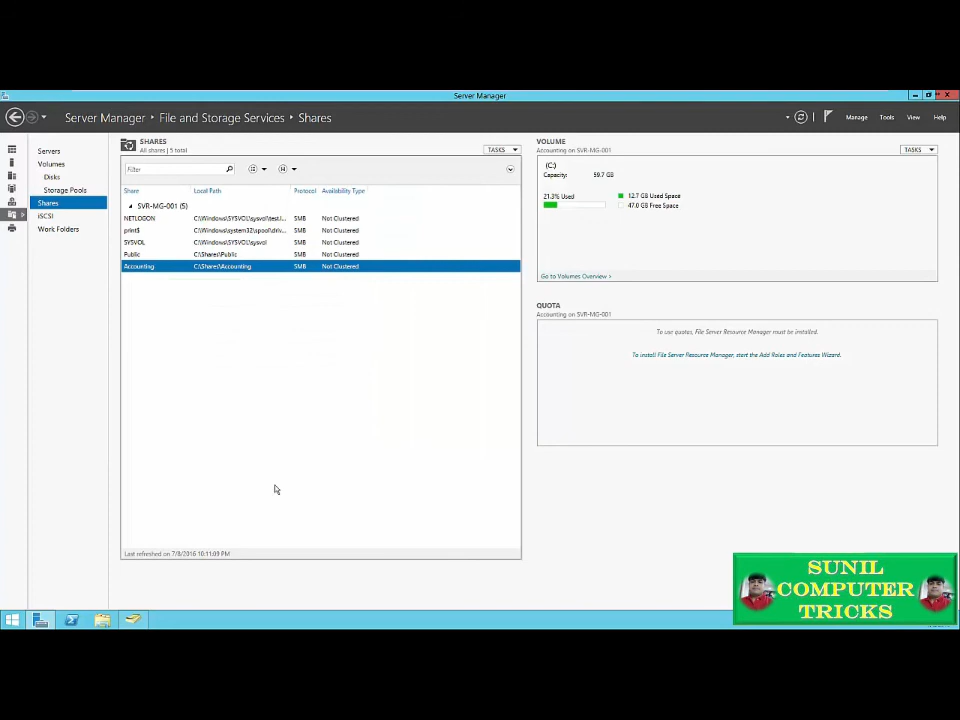 Server Manager
Server Manager • File and Storage Services • Shares
Manage Tools View Help
Servers
Volumes
Disks
Storage Pools
Shares
iSCSI
Work Folders
SHARES
All shares | 5 total
TASKS
Filter
Share Local Path Protocol Availability Type
SVR-MG-001 (5)
NETLOGON C:\Windows\SYSVOL\sysvol\test.l... SMB Not Clustered
print$ C:\Windows\system32\spool\driv... SMB Not Clustered
SYSVOL C:\Windows\SYSVOL\sysvol SMB Not Clustered
Public C:\Shares\Public SMB Not Clustered
Accounting C:\Shares\Accounting SMB Not Clustered
Last refreshed on 7/8/2016 10:11:09 PM
VOLUME
Accounting on SVR-MG-001
TASKS
(C:)
Capacity: 59.7 GB
21.3% Used
12.7 GB Used Space
47.0 GB Free Space
Go to Volumes Overview >
QUOTA
Accounting on SVR-MG-001
To use quotas, File Server Resource Manager must be installed.
To install File Server Resource Manager, start the Add Roles and Features Wizard.
SUNIL
COMPUTER
TRICKS